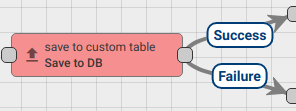 Success
save to custom table
Save to DB
Failure